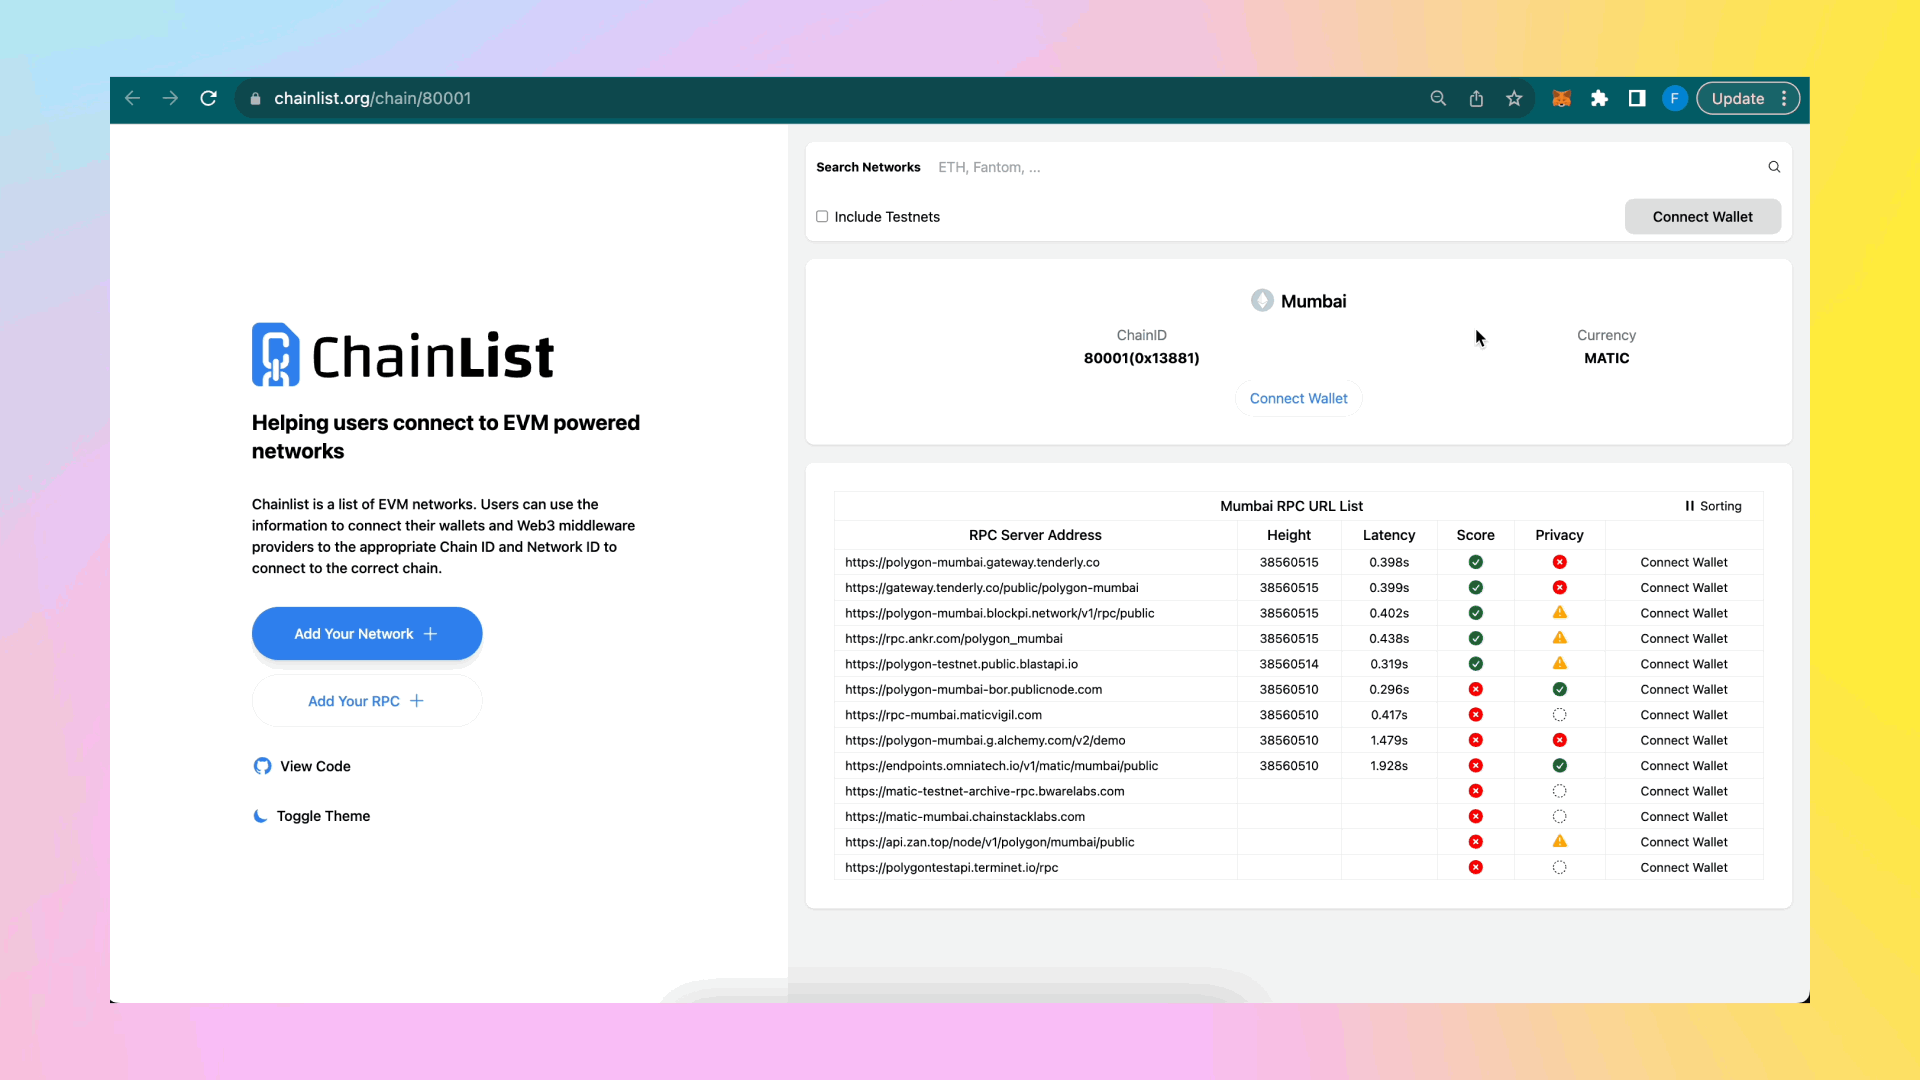 chainlist.org/chain/80001
F
Update
Search Networks ETH, Fantom, ...
Include Testnets
Connect Wallet
Mumbai
ChainID
80001(0x13881)
Currency
MATIC
Connect Wallet
ChainList
Helping users connect to EVM powered
networks
Chainlist is a list of EVM networks. Users can use the
information to connect their wallets and Web3 middleware
providers to the appropriate Chain ID and Network ID to
connect to the correct chain.
Add Your Network
Add Your RPC
View Code
Toggle Theme
Mumbai RPC URL List Sorting
RPC Server Address Height Latency Score Privacy
https://polygon-mumbai.gateway.tenderly.co 38560515 0.398s Connect Wallet
https://gateway.tenderly.co/public/polygon-mumbai 38560515 0.399s Connect Wallet
https://polygon-mumbai.blockpi.network/v1/rpc/public 38560515 0.402s Connect Wallet
https://rpc.ankr.com/polygon_mumbai 38560515 0.438s Connect Wallet
https://polygon-testnet.public.blastapi.io 38560514 0.319s Connect Wallet
https://polygon-mumbai-bor.publicnode.com 38560510 0.296s Connect Wallet
https://rpc-mumbai.maticvigil.com 38560510 0.417s Connect Wallet
https://polygon-mumbai.g.alchemy.com/v2/demo 38560510 1.479s Connect Wallet
https://endpoints.omniatech.io/v1/matic/mumbai/public 38560510 1.928s Connect Wallet
https://matic-testnet-archive-rpc.bwarelabs.com Connect Wallet
https://matic-mumbai.chainstacklabs.com Connect Wallet
https://api.zan.top/node/v1/polygon/mumbai/public Connect Wallet
https://polygontestapi.terminet.io/rpc Connect Wallet